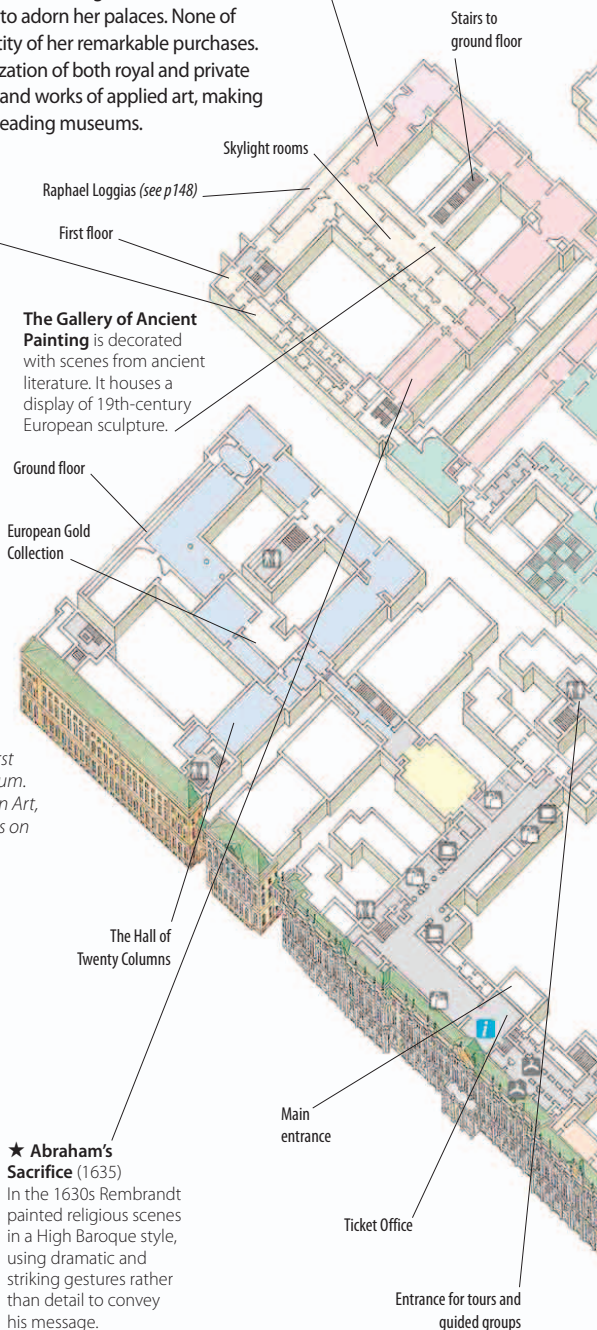 to adorn her palaces. None of
tity of her remarkable purchases.
zation of both royal and private
and works of applied art, making
eading museums.
Stairs to
ground floor
Skylight rooms
Raphael Loggias (see p148)
First floor
The Gallery of Ancient
Painting is decorated
with scenes from ancient
literature. It houses a
display of 19th-century
European sculpture.
Ground floor
European Gold
Collection
rst
um.
n Art,
s on
The Hall of
Twenty Columns
i
Main
entrance
★ Abraham's
Sacrifice (1635)
In the 1630s Rembrandt
painted religious scenes
in a High Baroque style,
using dramatic and
striking gestures rather
than detail to convey
his message.
Ticket Office
Entrance for tours and
guided groups